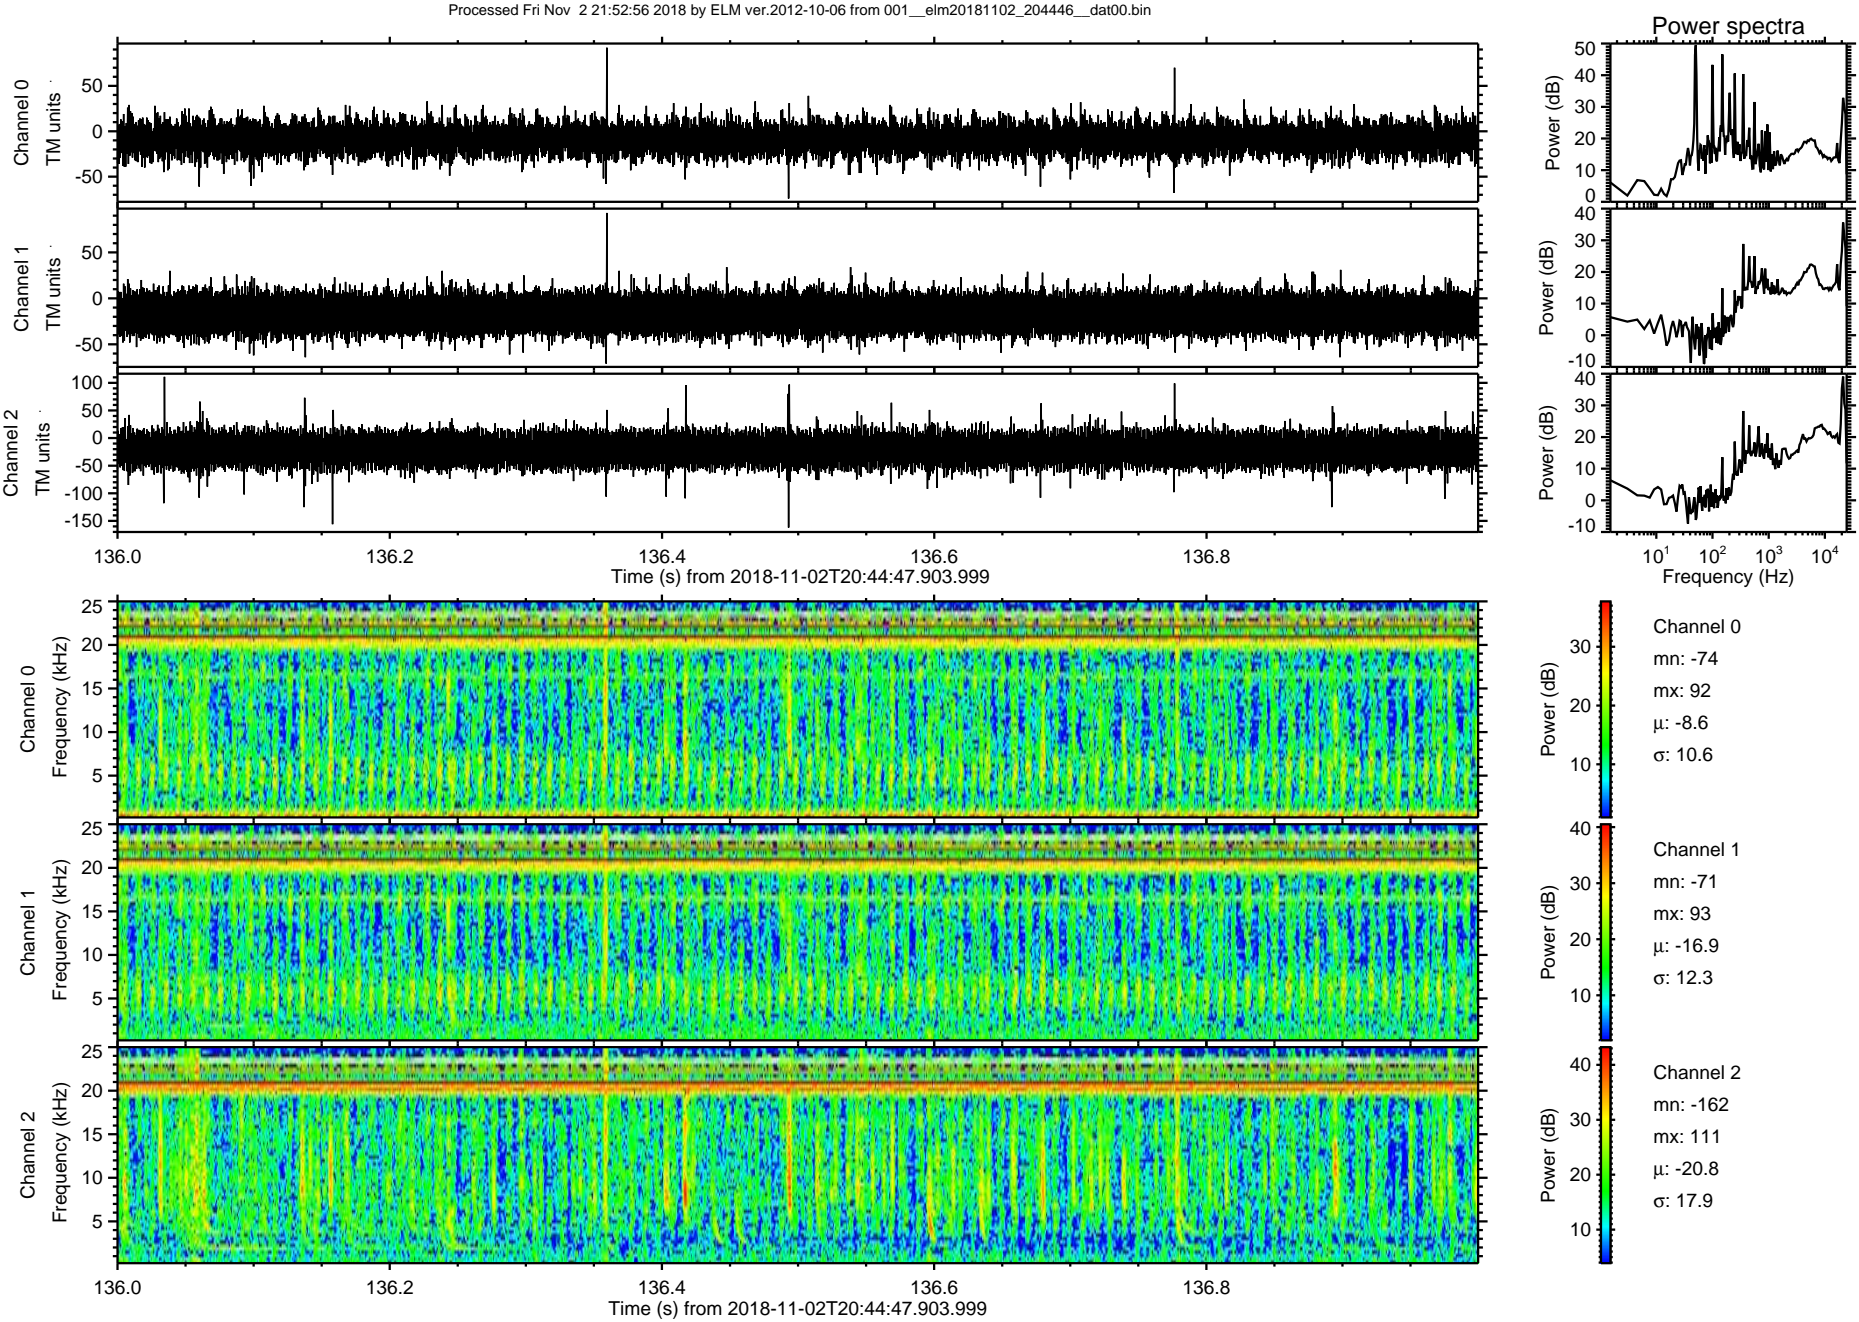 Processed Fri Nov  2 21:52:56 2018 by ELM ver.2012-10-06 from 001__elm20181102_204446__dat00.bin
Power spectra
Channel 0
TM units
50
0
-50
Power (dB)
50
40
30
20
10
0
Channel 1
TM units
50
0
-50
Power (dB)
40
30
20
10
0
-10
Channel 2
TM units
100
50
0
-50
-100
-150
Power (dB)
40
30
20
10
0
-10
136.0 136.2 136.4 136.6 136.8
Time (s) from 2018-11-02T20:44:47.903.999
10^1 10^2 10^3 10^4
Frequency (Hz)
Channel 0
Frequency (kHz)
25
20
15
10
5
Power (dB)
30
20
10
Channel 0
mn: -74
mx: 92
μ: -8.6
σ: 10.6
Channel 1
Frequency (kHz)
25
20
15
10
5
Power (dB)
40
30
20
10
Channel 1
mn: -71
mx: 93
μ: -16.9
σ: 12.3
Channel 2
Frequency (kHz)
25
20
15
10
5
Power (dB)
40
30
20
10
Channel 2
mn: -162
mx: 111
μ: -20.8
σ: 17.9
136.0 136.2 136.4 136.6 136.8
Time (s) from 2018-11-02T20:44:47.903.999